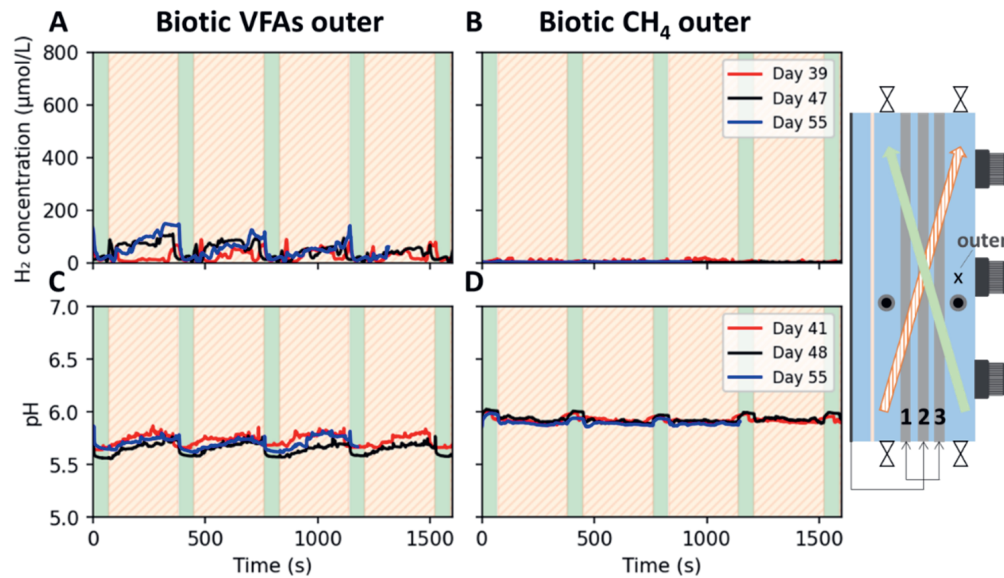 A Biotic VFAs outer
B Biotic CH₄ outer
H₂ concentration (μmol/L)
800
600
400
200
0
Day 39
Day 47
Day 55
C
D
pH
7.0
6.5
6.0
5.5
5.0
Day 41
Day 48
Day 55
0 500 1000 1500
0 500 1000 1500
Time (s)
Time (s)
outer
x
1 2 3